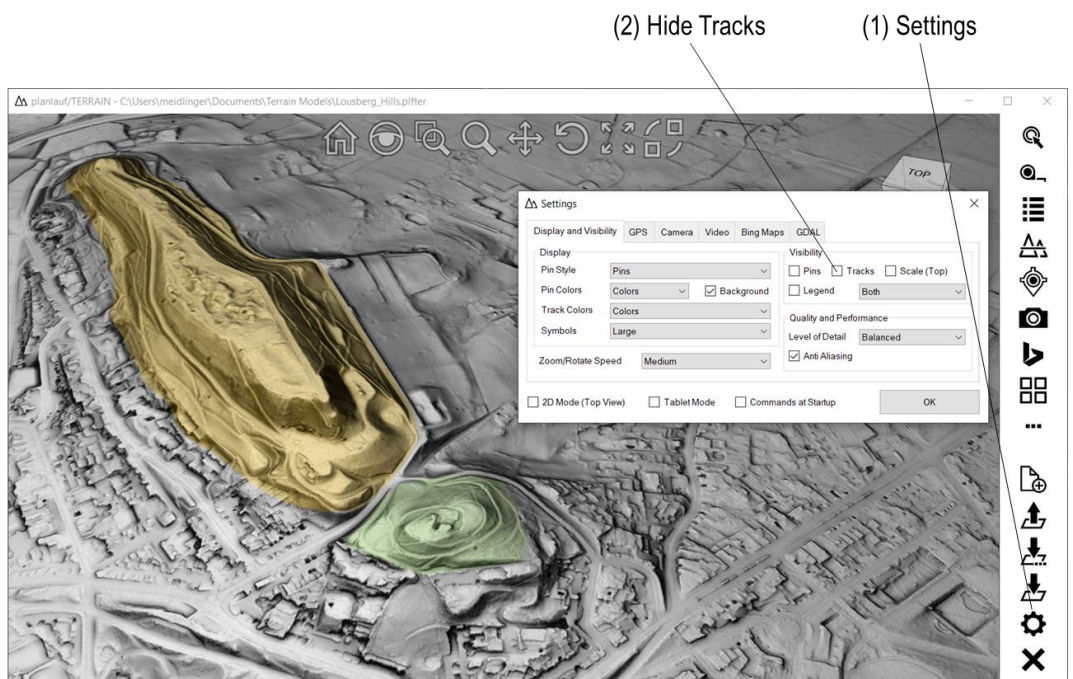 (2) Hide Tracks (1) Settings
planlauf/TERRAIN - C:\Users\meidlinger\Documents\Terrain Models\Lousberg_Hills.plfter
TOP
Settings
Display and Visibility GPS Camera Video Bing Maps GDAL
Display Visibility
Pin Style Pins Pins Tracks Scale (Top)
Pin Colors Colors Background Legend Both
Track Colors Colors Quality and Performance
Symbols Large Level of Detail Balanced
Zoom/Rotate Speed Medium Anti Aliasing
2D Mode (Top View) Tablet Mode Commands at Startup OK